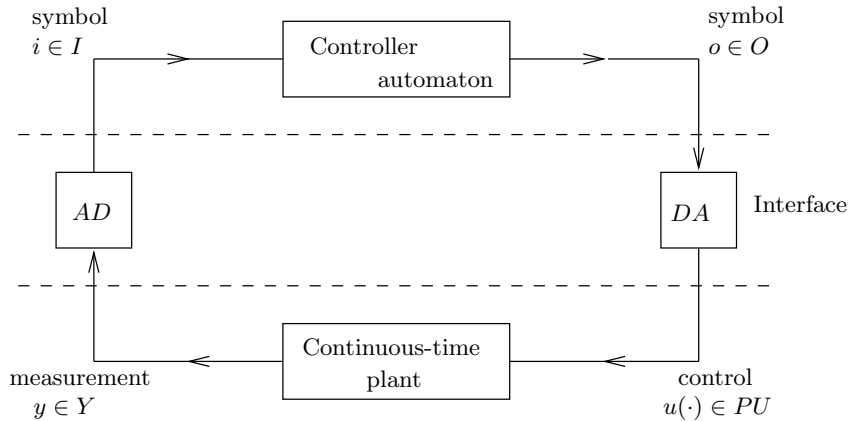 symbol
i ∈ I
Controller
automaton
symbol
o ∈ O
AD
DA
Interface
Continuous-time
plant
measurement
y ∈ Y
control
u(·) ∈ PU